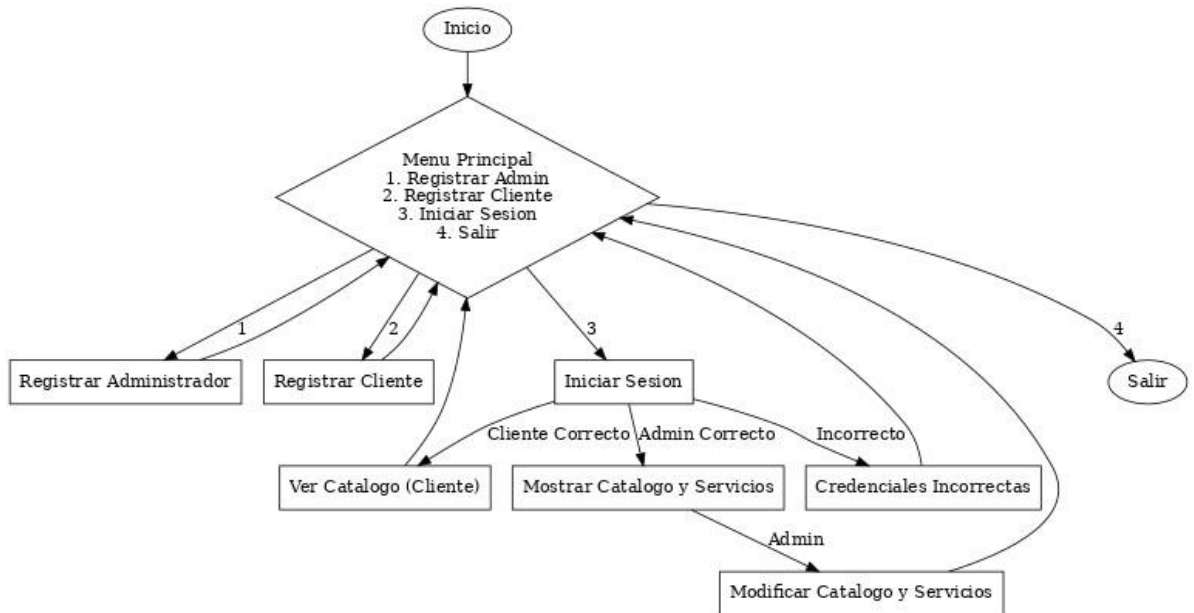 Inicio
Menu Principal
1. Registrar Admin
2. Registrar Cliente
3. Iniciar Sesion
4. Salir
1
2
3
4
Registrar Administrador
Registrar Cliente
Iniciar Sesion
Salir
Cliente Correcto
Admin Correcto
Incorrecto
Ver Catalogo (Cliente)
Mostrar Catalogo y Servicios
Credenciales Incorrectas
Admin
Modificar Catalogo y Servicios